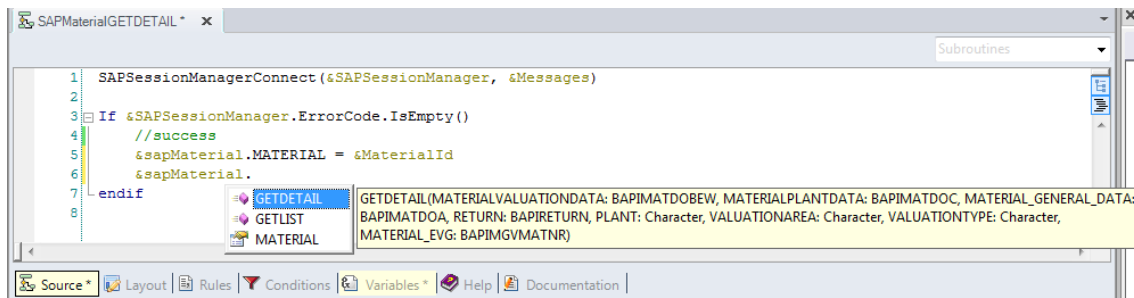 SAPMaterialGETDETAIL * x
Subroutines
1 SAPSessionManagerConnect(&SAPSessionManager, &Messages)
2
3 If &SAPSessionManager.ErrorCode.IsEmpty()
4 //success
5 &sapMaterial.MATERIAL = &MaterialId
6 &sapMaterial.
7 endif
8
GETDETAIL
GETLIST
MATERIAL
GETDETAIL(MATERIALVALUATIONDATA: BAPIMATDOBEW, MATERIALPLANTDATA: BAPIMATDOC, MATERIAL_GENERAL_DATA:
BAPIMATDOA, RETURN: BAPIRETURN, PLANT: Character, VALUATIONAREA: Character, VALUATIONTYPE: Character,
MATERIAL_EVG: BAPIMGVMATNR)
Source * Layout Rules Conditions Variables * Help Documentation